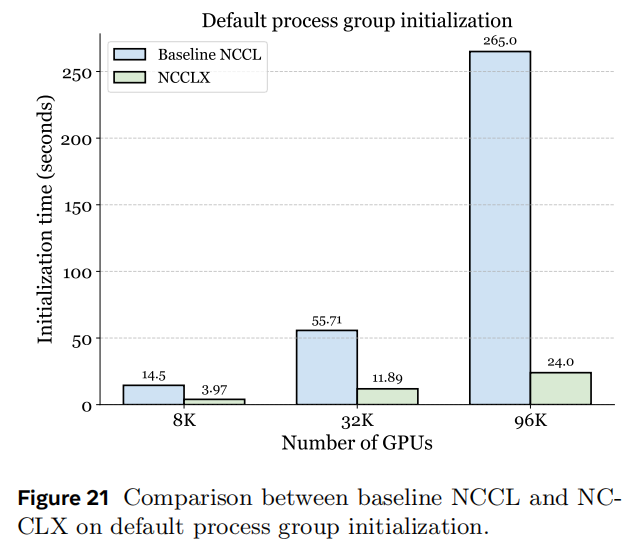 Default process group initialization
265.0
Baseline NCCL
NCCLX
250
200
150
100
50
0
Initialization time (seconds)
55.71
14.5
3.97
11.89
24.0
8K
32K
96K
Number of GPUs
Figure 21 Comparison between baseline NCCL and NC-
CLX on default process group initialization.